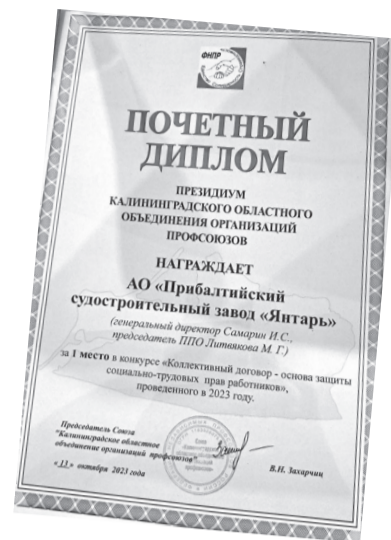 ФНПР
ПОЧЕТНЫЙ
ДИПЛОМ
ПРЕЗИДИУМ
КАЛИНИНГРАДСКОГО ОБЛАСТНОГО
ОБЪЕДИНЕНИЯ ОРГАНИЗАЦИЙ
ПРОФСОЮЗОВ
НАГРАЖДАЕТ
АО «Прибалтийский
судостроительный завод «Янтарь»
(генеральный директор Самарин И.С.,
председатель ППО Литвякова М. Г.)
за 1 место в конкурсе «Коллективный договор - основа защиты
социально-трудовых прав работников»,
проведенного в 2023 году.
Председатель Союза
"Калининградское областное
объединение организаций профсоюзов"
В.Н. Захарчиц
« 13 » октября 2023 года